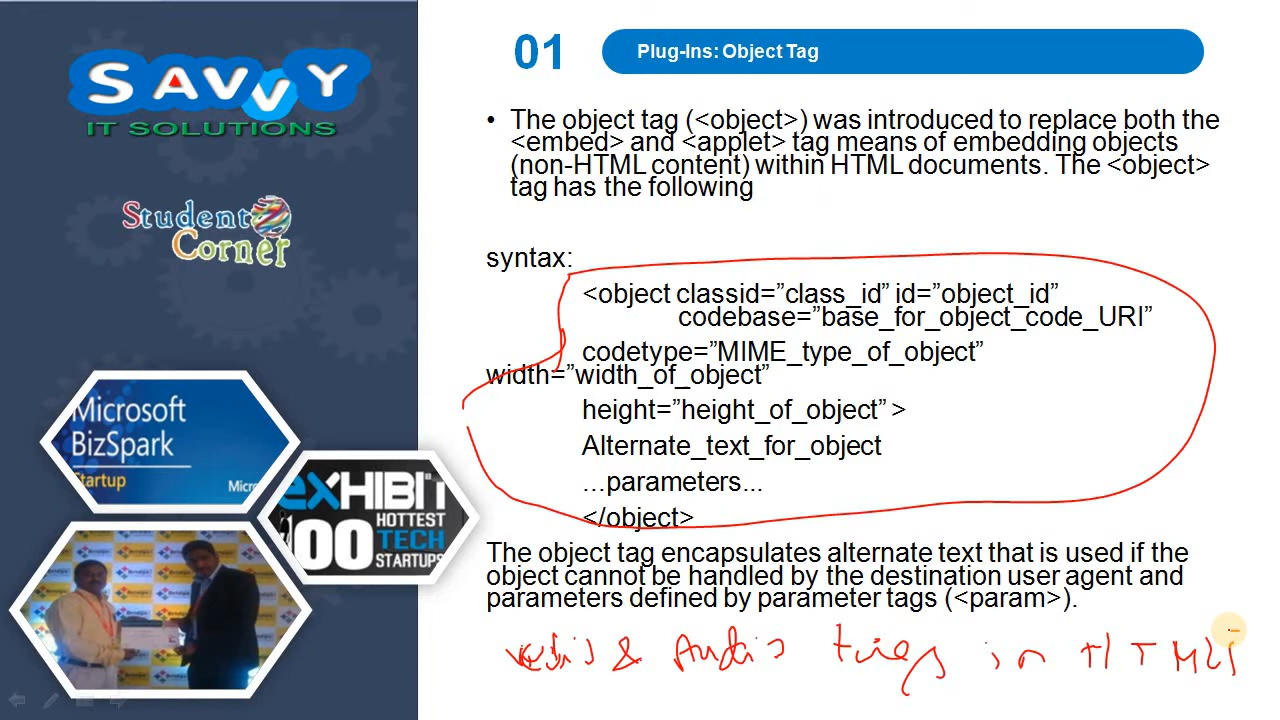 SAVVY
IT SOLUTIONS
Student
Corner
Microsoft
BizSpark
Startup
Micr
eXHIBIT
100 HOTTEST
TECH
STARTUPS
01 Plug-Ins: Object Tag
• The object tag (<object>) was introduced to replace both the
<embed> and <applet> tag means of embedding objects
(non-HTML content) within HTML documents. The <object>
tag has the following
syntax:
<object classid=”class_id” id=”object_id”
codebase=”base_for_object_code_URI”
codetype=”MIME_type_of_object”
width=”width_of_object”
height=”height_of_object” >
Alternate_text_for_object
...parameters...
</object>
The object tag encapsulates alternate text that is used if the
object cannot be handled by the destination user agent and
parameters defined by parameter tags (<param>).
& Audio in